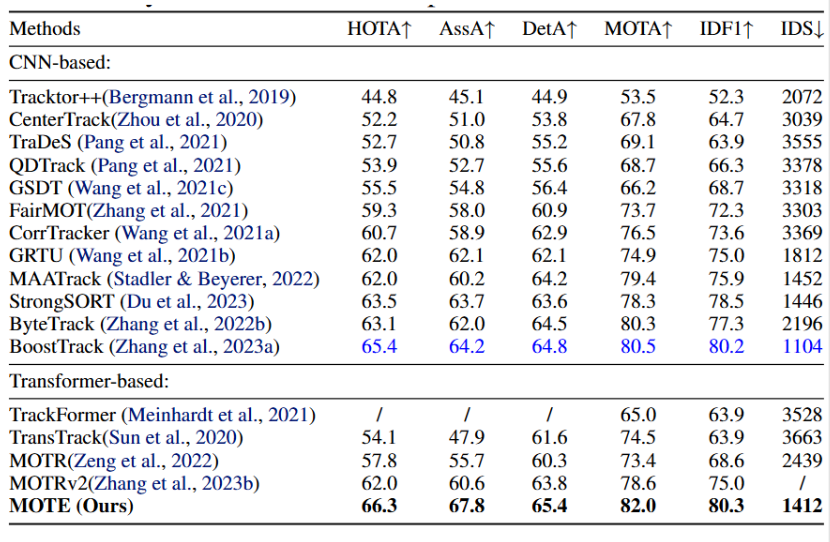 Methods HOTA↑ AssA↑ DetA↑ MOTA↑ IDF1↑ IDS↓
CNN-based:
Tracktor++(Bergmann et al., 2019) 44.8 45.1 44.9 53.5 52.3 2072
CenterTrack(Zhou et al., 2020) 52.2 51.0 53.8 67.8 64.7 3039
TraDeS (Pang et al., 2021) 52.7 50.8 55.2 69.1 63.9 3555
QDTrack (Pang et al., 2021) 53.9 52.7 55.6 68.7 66.3 3378
GSDT (Wang et al., 2021c) 55.5 54.8 56.4 66.2 68.7 3318
FairMOT(Zhang et al., 2021) 59.3 58.0 60.9 73.7 72.3 3303
CorrTracker (Wang et al., 2021a) 60.7 58.9 62.9 76.5 73.6 3369
GRTU (Wang et al., 2021b) 62.0 62.1 62.1 74.9 75.0 1812
MAATrack (Stadler & Beyerer, 2022) 62.0 60.2 64.2 79.4 75.9 1452
StrongSORT (Du et al., 2023) 63.5 63.7 63.6 78.3 78.5 1446
ByteTrack (Zhang et al., 2022b) 63.1 62.0 64.5 80.3 77.3 2196
BoostTrack (Zhang et al., 2023a) 65.4 64.2 64.8 80.5 80.2 1104
Transformer-based:
TrackFormer (Meinhardt et al., 2021) / / / 65.0 63.9 3528
TransTrack(Sun et al., 2020) 54.1 47.9 61.6 74.5 63.9 3663
MOTR(Zeng et al., 2022) 57.8 55.7 60.3 73.4 68.6 2439
MOTRv2(Zhang et al., 2023b) 62.0 60.6 63.8 78.6 75.0 /
MOTE (Ours) 66.3 67.8 65.4 82.0 80.3 1412